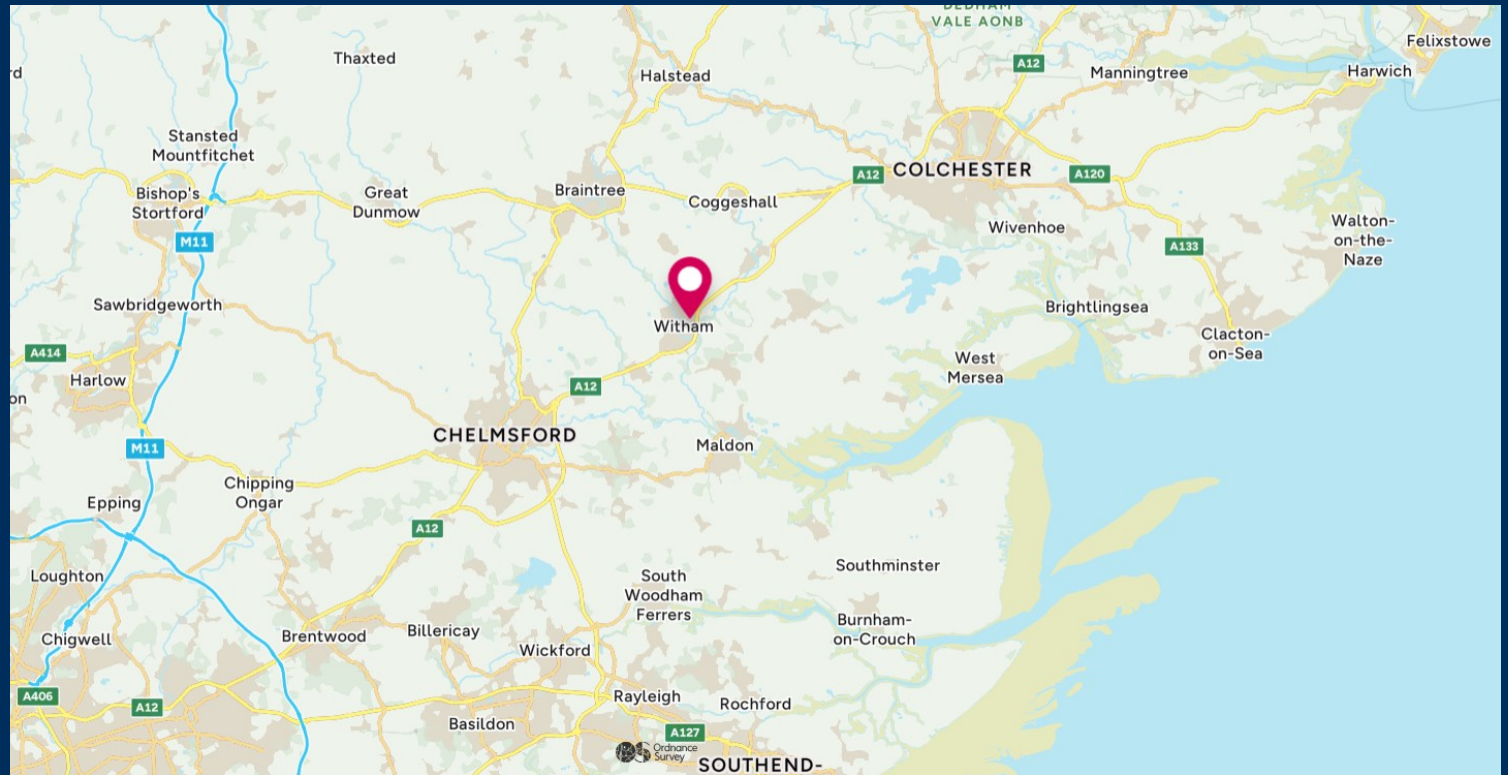 DEDHAM
VALE AONB
Felixstowe
Thaxted
A12
rd
Halstead
Manningtree
Harwich
Stansted
Mountfitchet
COLCHESTER
A12
A120
Bishop's
Stortford
Great
Dunmow
Braintree
Coggeshall
Wivenhoe
Walton-
on-the-
Naze
M11
A133
Sawbridgeworth
Brightlingsea
Witham
Clacton-
on-Sea
A414
West
Mersea
Harlow
A12
on
CHELMSFORD
Maldon
M11
Chipping
Ongar
Epping
A12
Southminster
Loughton
South
Woodham
Ferrers
Burnham-
on-Crouch
Chigwell
Brentwood
Billericay
Wickford
A406
Rayleigh
Rochford
A12
Basildon
A127
Ordnance
Survey
SOUTHEND-